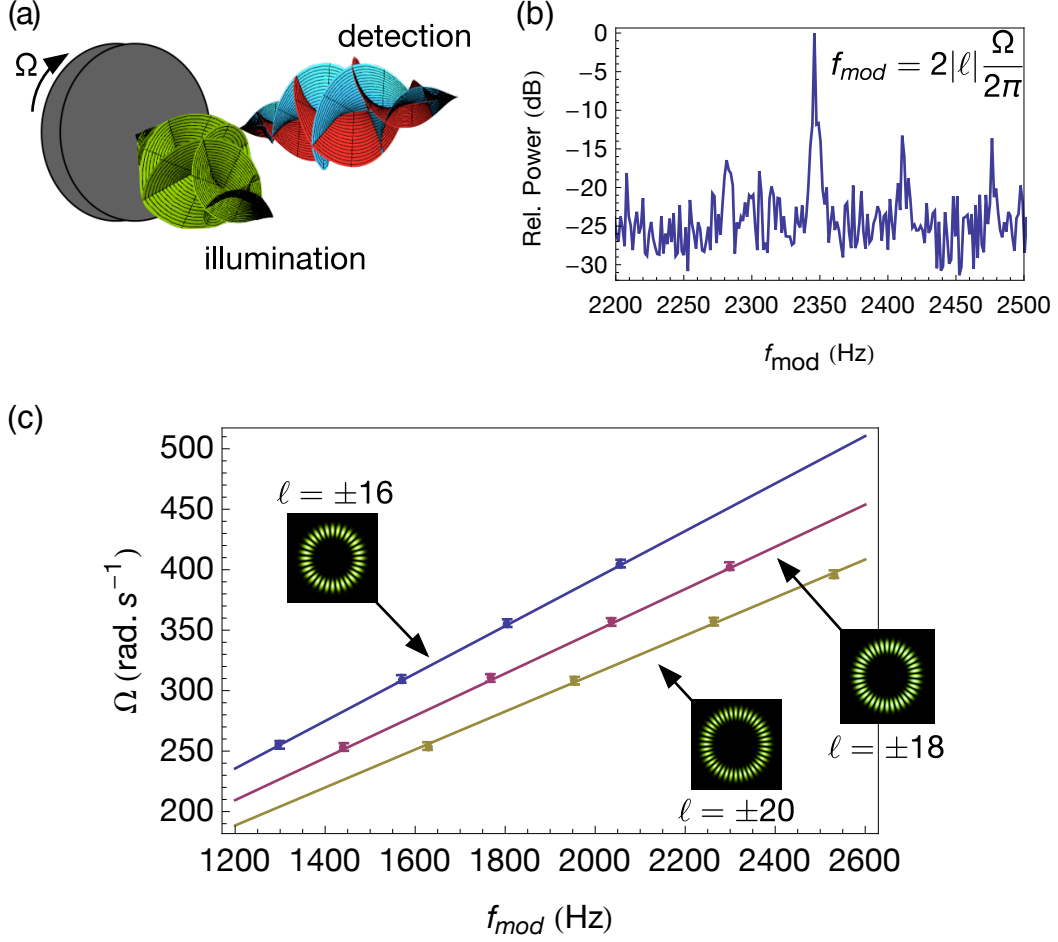 (a)
Ω
detection
illumination
(b)
f_mod = 2|ℓ| Ω/2π
Rel. Power (dB)
0
−5
−10
−15
−20
−25
−30
2200 2250 2300 2350 2400 2450 2500
f_mod (Hz)
(c)
Ω (rad. s⁻¹)
500
450
400
350
300
250
200
ℓ = ±16
ℓ = ±18
ℓ = ±20
1200 1400 1600 1800 2000 2200 2400 2600
f_mod (Hz)